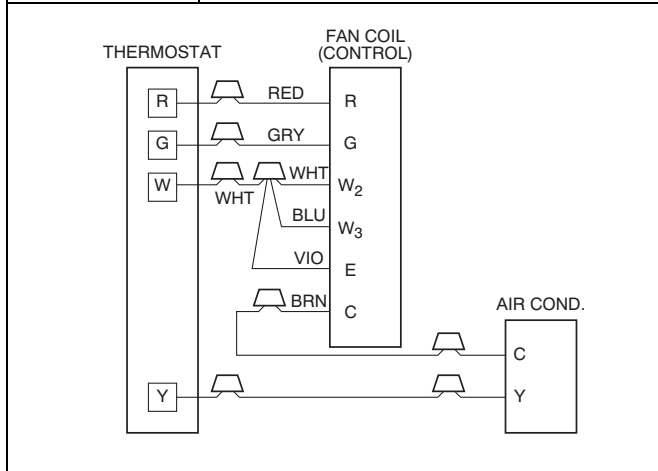 FAN COIL
THERMOSTAT (CONTROL)
R RED R
G GRY G
W WHT WHT W₂
BLU W₃
VIO E
BRN C
AIR COND.
C
Y Y